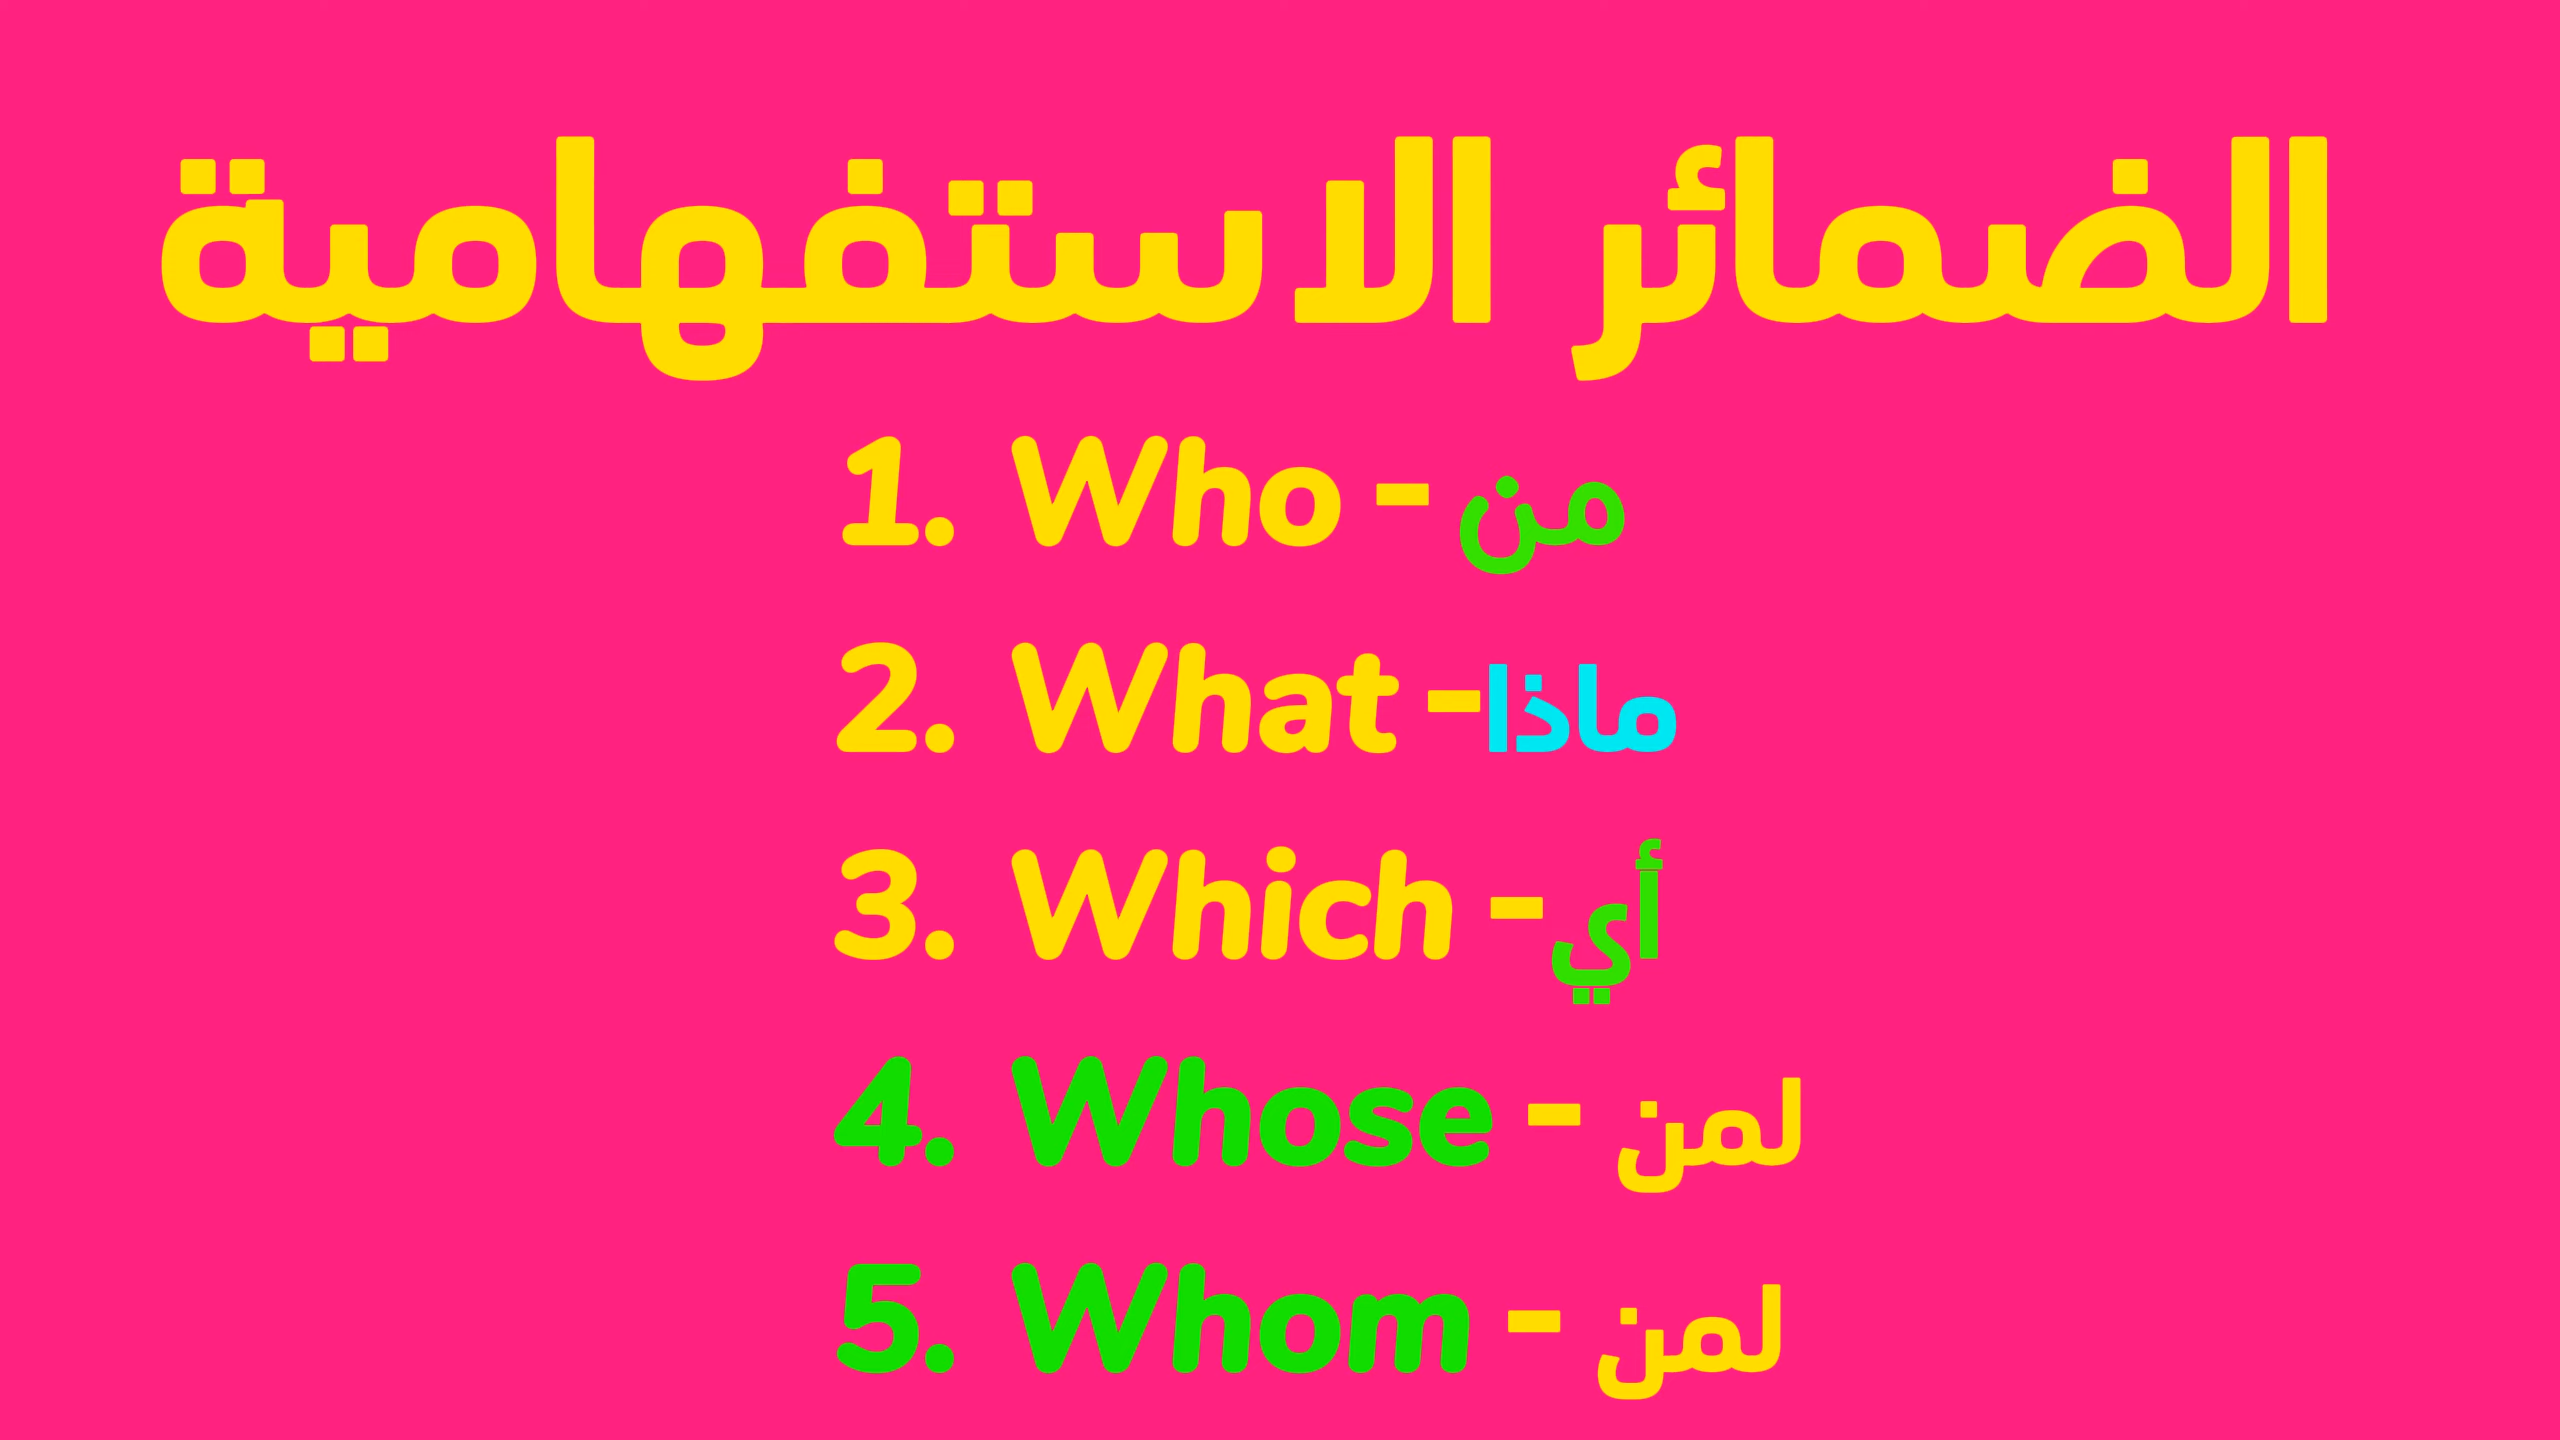 الضمائر الاستفهامية
1. Who - من
2. What -ماذا
3. Which -أي
4. Whose - لمن
5. Whom - لمن